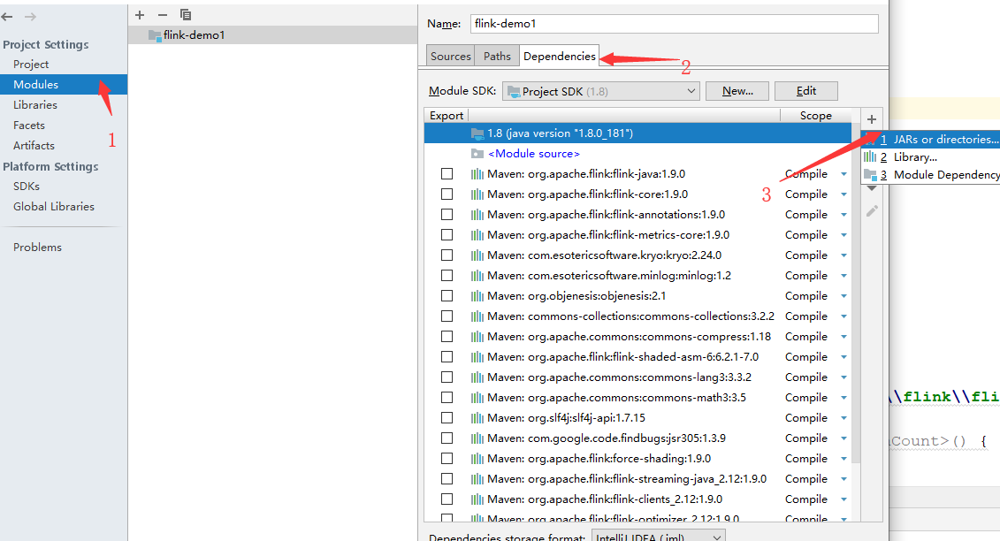 Project Settings
Project
Modules
Libraries
Facets
Artifacts
Platform Settings
SDKs
Global Libraries
Problems
1
flink-demo1
Name: flink-demo1
Sources Paths Dependencies
2
Module SDK: Project SDK (1.8) New... Edit
Export Scope
1.8 (java version "1.8.0_181")
<Module source>
Maven: org.apache.flink:flink-java:1.9.0 Compile
Maven: org.apache.flink:flink-core:1.9.0 Compile
Maven: org.apache.flink:flink-annotations:1.9.0 Compile
Maven: org.apache.flink:flink-metrics-core:1.9.0 Compile
Maven: com.esotericsoftware.kryo:kryo:2.24.0 Compile
Maven: com.esotericsoftware.minlog:minlog:1.2 Compile
Maven: org.objenesis:objenesis:2.1 Compile
Maven: commons-collections:commons-collections:3.2.2 Compile
Maven: org.apache.commons:commons-compress:1.18 Compile
Maven: org.apache.flink:flink-shaded-asm-6:6.2.1-7.0 Compile
Maven: org.apache.commons:commons-lang3:3.3.2 Compile
Maven: org.apache.commons:commons-math3:3.5 Compile
Maven: org.slf4j:slf4j-api:1.7.15 Compile
Maven: com.google.code.findbugs:jsr305:1.3.9 Compile
Maven: org.apache.flink:force-shading:1.9.0 Compile
Maven: org.apache.flink:flink-streaming-java_2.12:1.9.0 Compile
Maven: org.apache.flink:flink-clients_2.12:1.9.0 Compile
Maven: org.apache.flink:flink-optimizer_2.12:1.9.0 Compile
Dependencies storage format: IntelliJ IDEA (.iml)
3
1 JARs or directories...
2 Library...
3 Module Dependency
\\flink\\fli
Count>() {